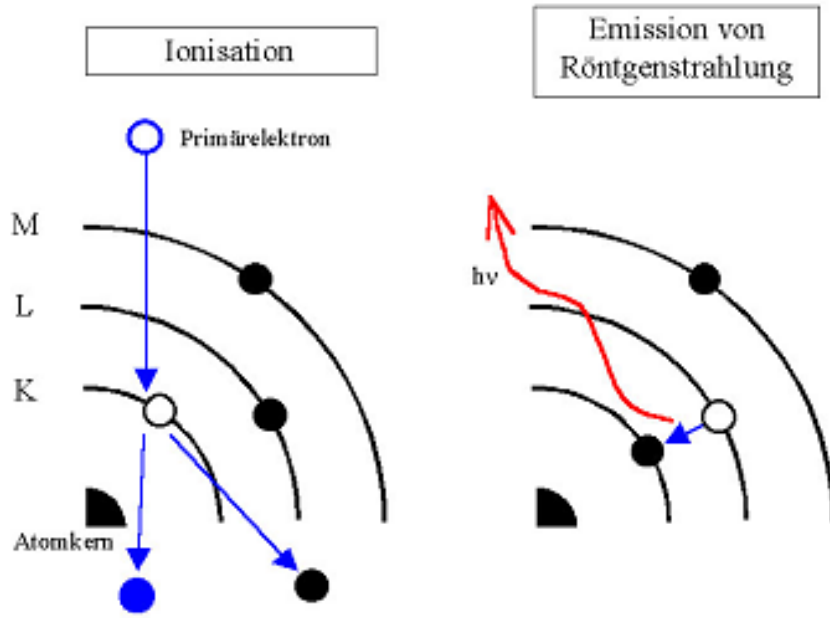 Ionisation
Emission von
Röntgenstrahlung
Primärelektron
M
L
K
Atomkern
hν